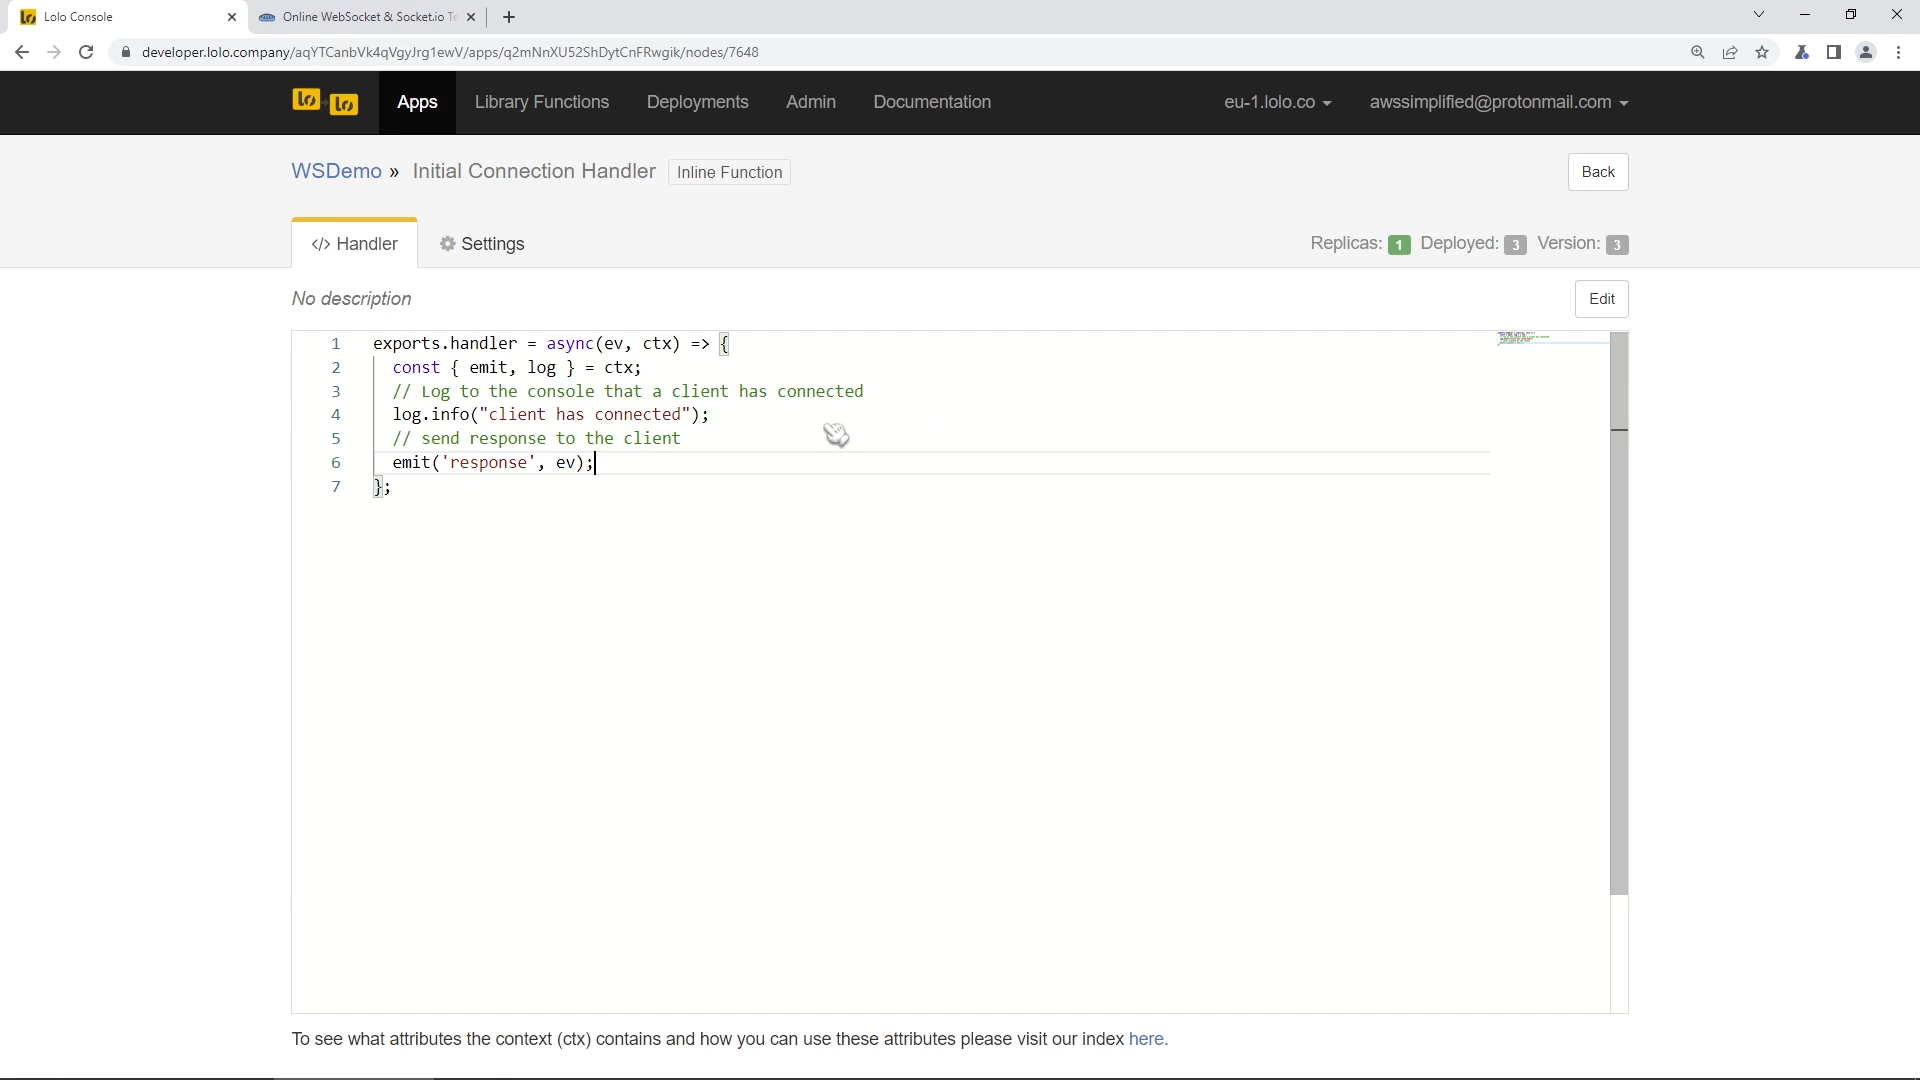 Lolo Console
Online WebSocket & Socket.io Te
developer.lolo.company/aqYTCanbVk4qVgyJrg1ewV/apps/q2mNnXU52ShDytCnFRwgik/nodes/7648
lo lo
Apps
Library Functions
Deployments
Admin
Documentation
eu-1.lolo.co
awssimplified@protonmail.com
WSDemo » Initial Connection Handler Inline Function
Back
</> Handler
Settings
Replicas: 1 Deployed: 3 Version: 3
No description
Edit
1 exports.handler = async(ev, ctx) => {
2 const { emit, log } = ctx;
3 // Log to the console that a client has connected
4 log.info("client has connected");
5 // send response to the client
6 emit('response', ev);
7 };
To see what attributes the context (ctx) contains and how you can use these attributes please visit our index here.